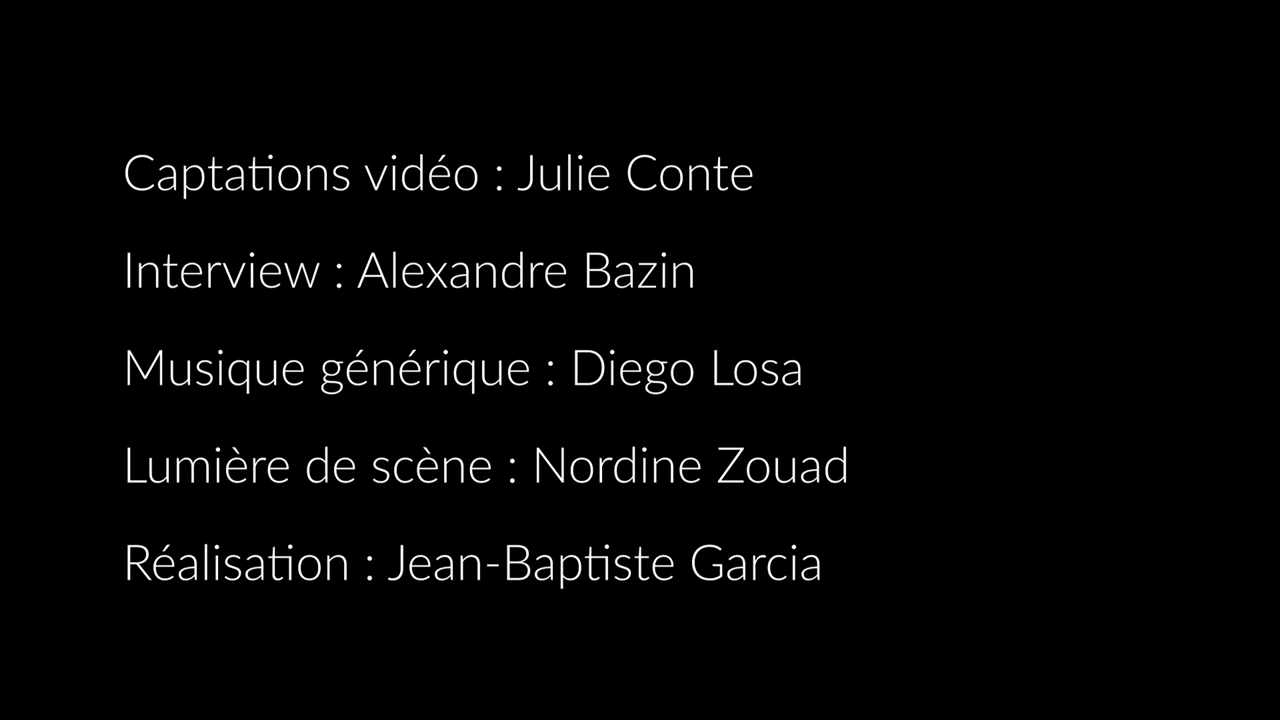 Captations vidéo : Julie Conte
Interview : Alexandre Bazin
Musique générique : Diego Losa
Lumière de scène : Nordine Zouad
Réalisation : Jean-Baptiste Garcia